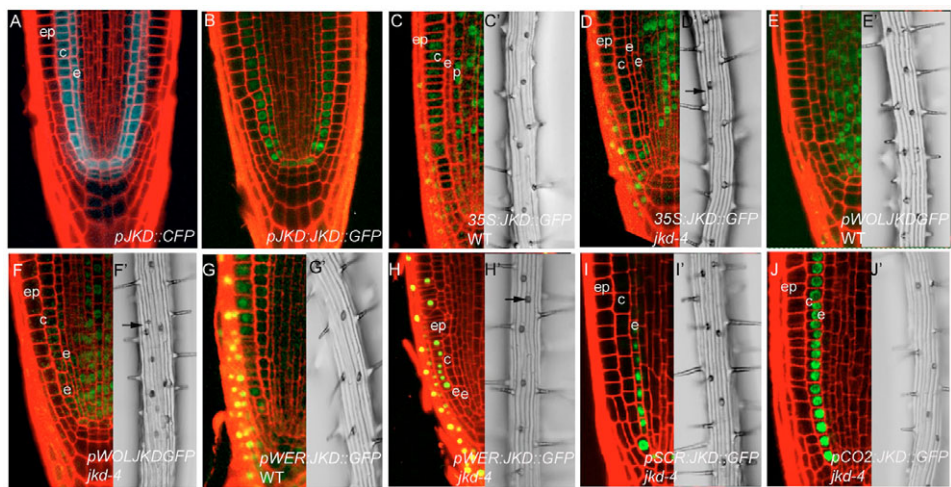 A
ep
c
e
pJKD::CFP
B
pJKD:JKD::GFP
C
ep
c
e
p
C'
35S:JKD::GFP
WT
D
ep
e
c
e
D'
35S:JKD::GFP
jkd-4
E
E'
pWOLJKDGFP
WT
F
ep
c
e
e
F'
pWOLJKDGFP
jkd-4
G
G'
pWER:JKD::GFP
WT
H
ep
c
e
e
H'
pWER:JKD::GFP
jkd-4
I
ep
c
e
I'
pSCR:JKD::GFP
jkd-4
J
ep
c
e
J'
pCO2:JKD::GFP
jkd-4